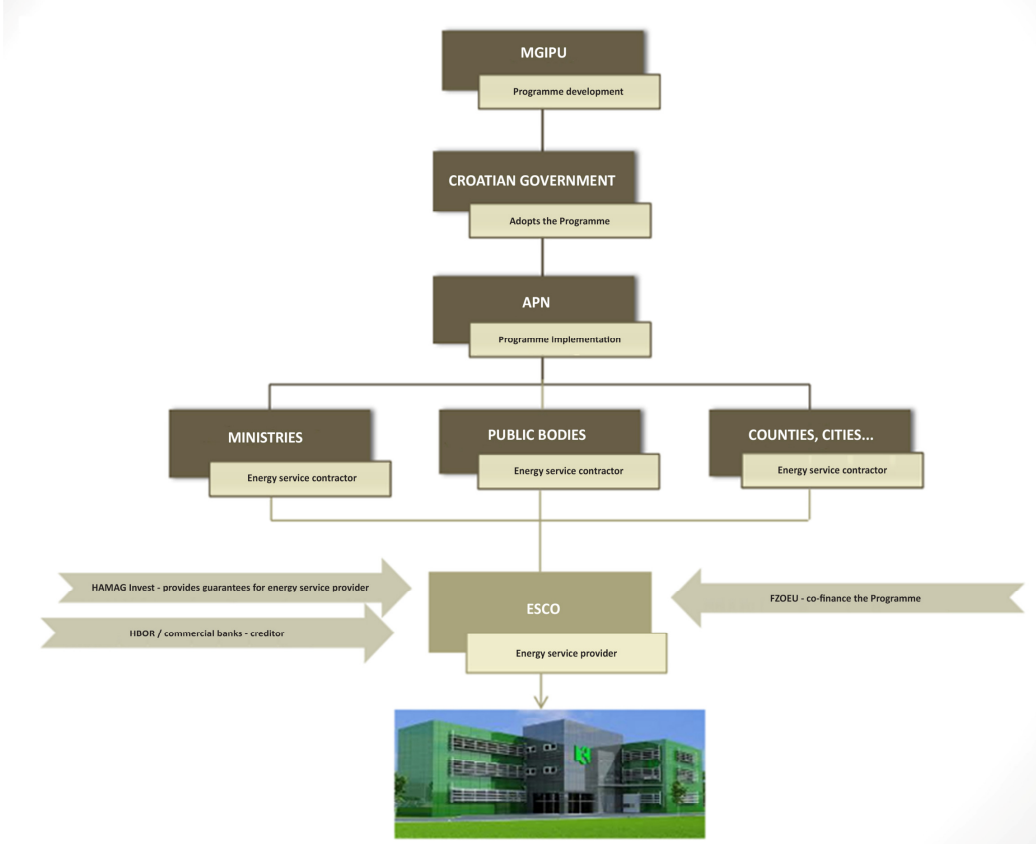 MGIPU
Programme development
CROATIAN GOVERNMENT
Adopts the Programme
APN
Programme Implementation
MINISTRIES
Energy service contractor
PUBLIC BODIES
Energy service contractor
COUNTIES, CITIES...
Energy service contractor
HAMAG Invest - provides guarantees for energy service provider
HBOR / commercial banks - creditor
ESCO
Energy service provider
FZOEU - co-finance the Programme